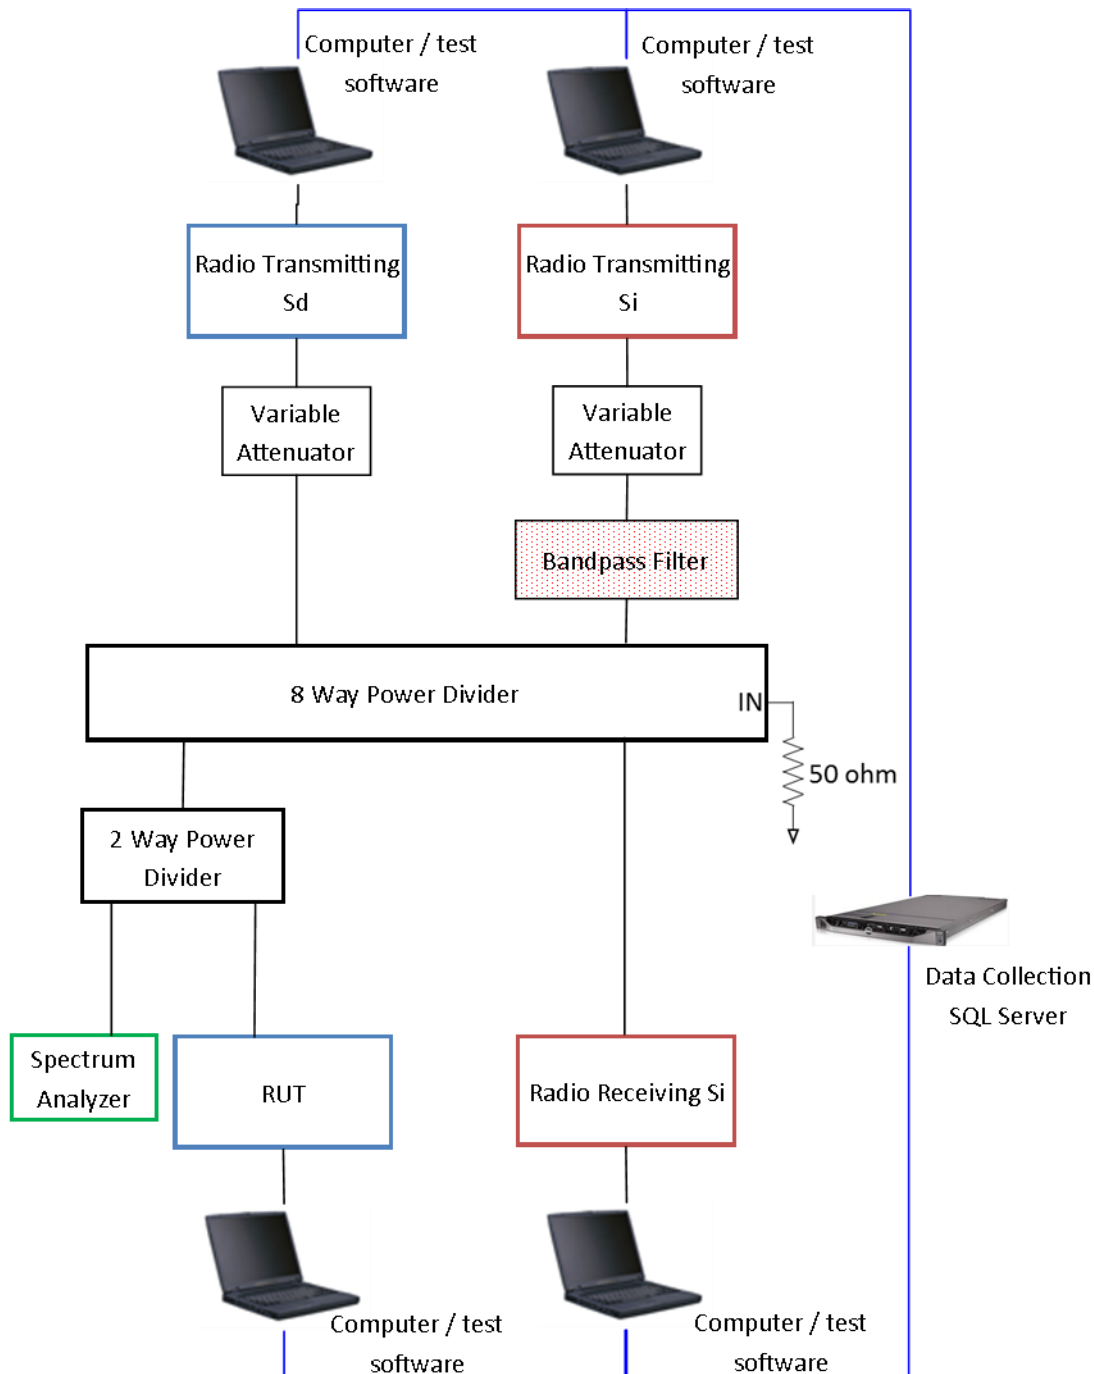 Computer / test
software
Computer / test
software
Radio Transmitting
Sd
Radio Transmitting
Si
Variable
Attenuator
Variable
Attenuator
Bandpass Filter
8 Way Power Divider
IN
50 ohm
2 Way Power
Divider
Data Collection
SQL Server
Spectrum
Analyzer
RUT
Radio Receiving Si
Computer / test
software
Computer / test
software